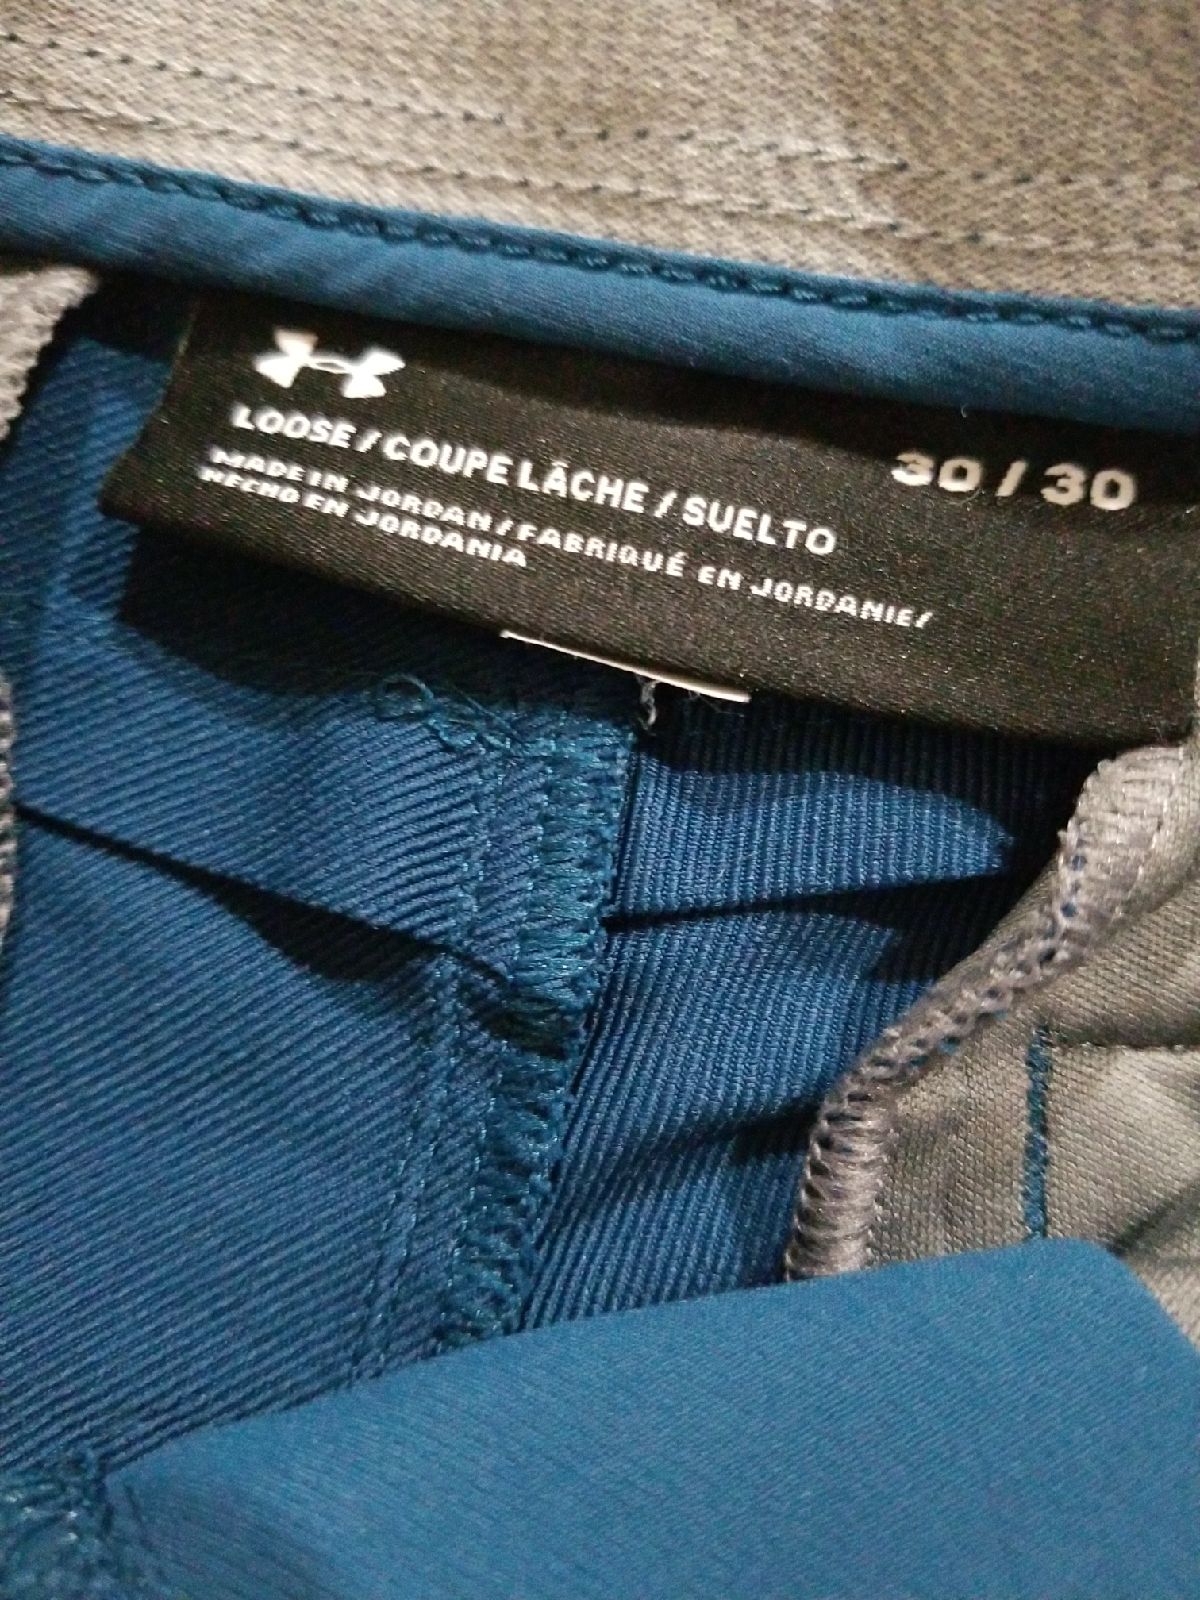 30 / 30
LOOSE / COUPE LÂCHE / SUELTO
MADE IN JORDAN / FABRIQUÉ EN JORDANIE/
HECHO EN JORDANIA